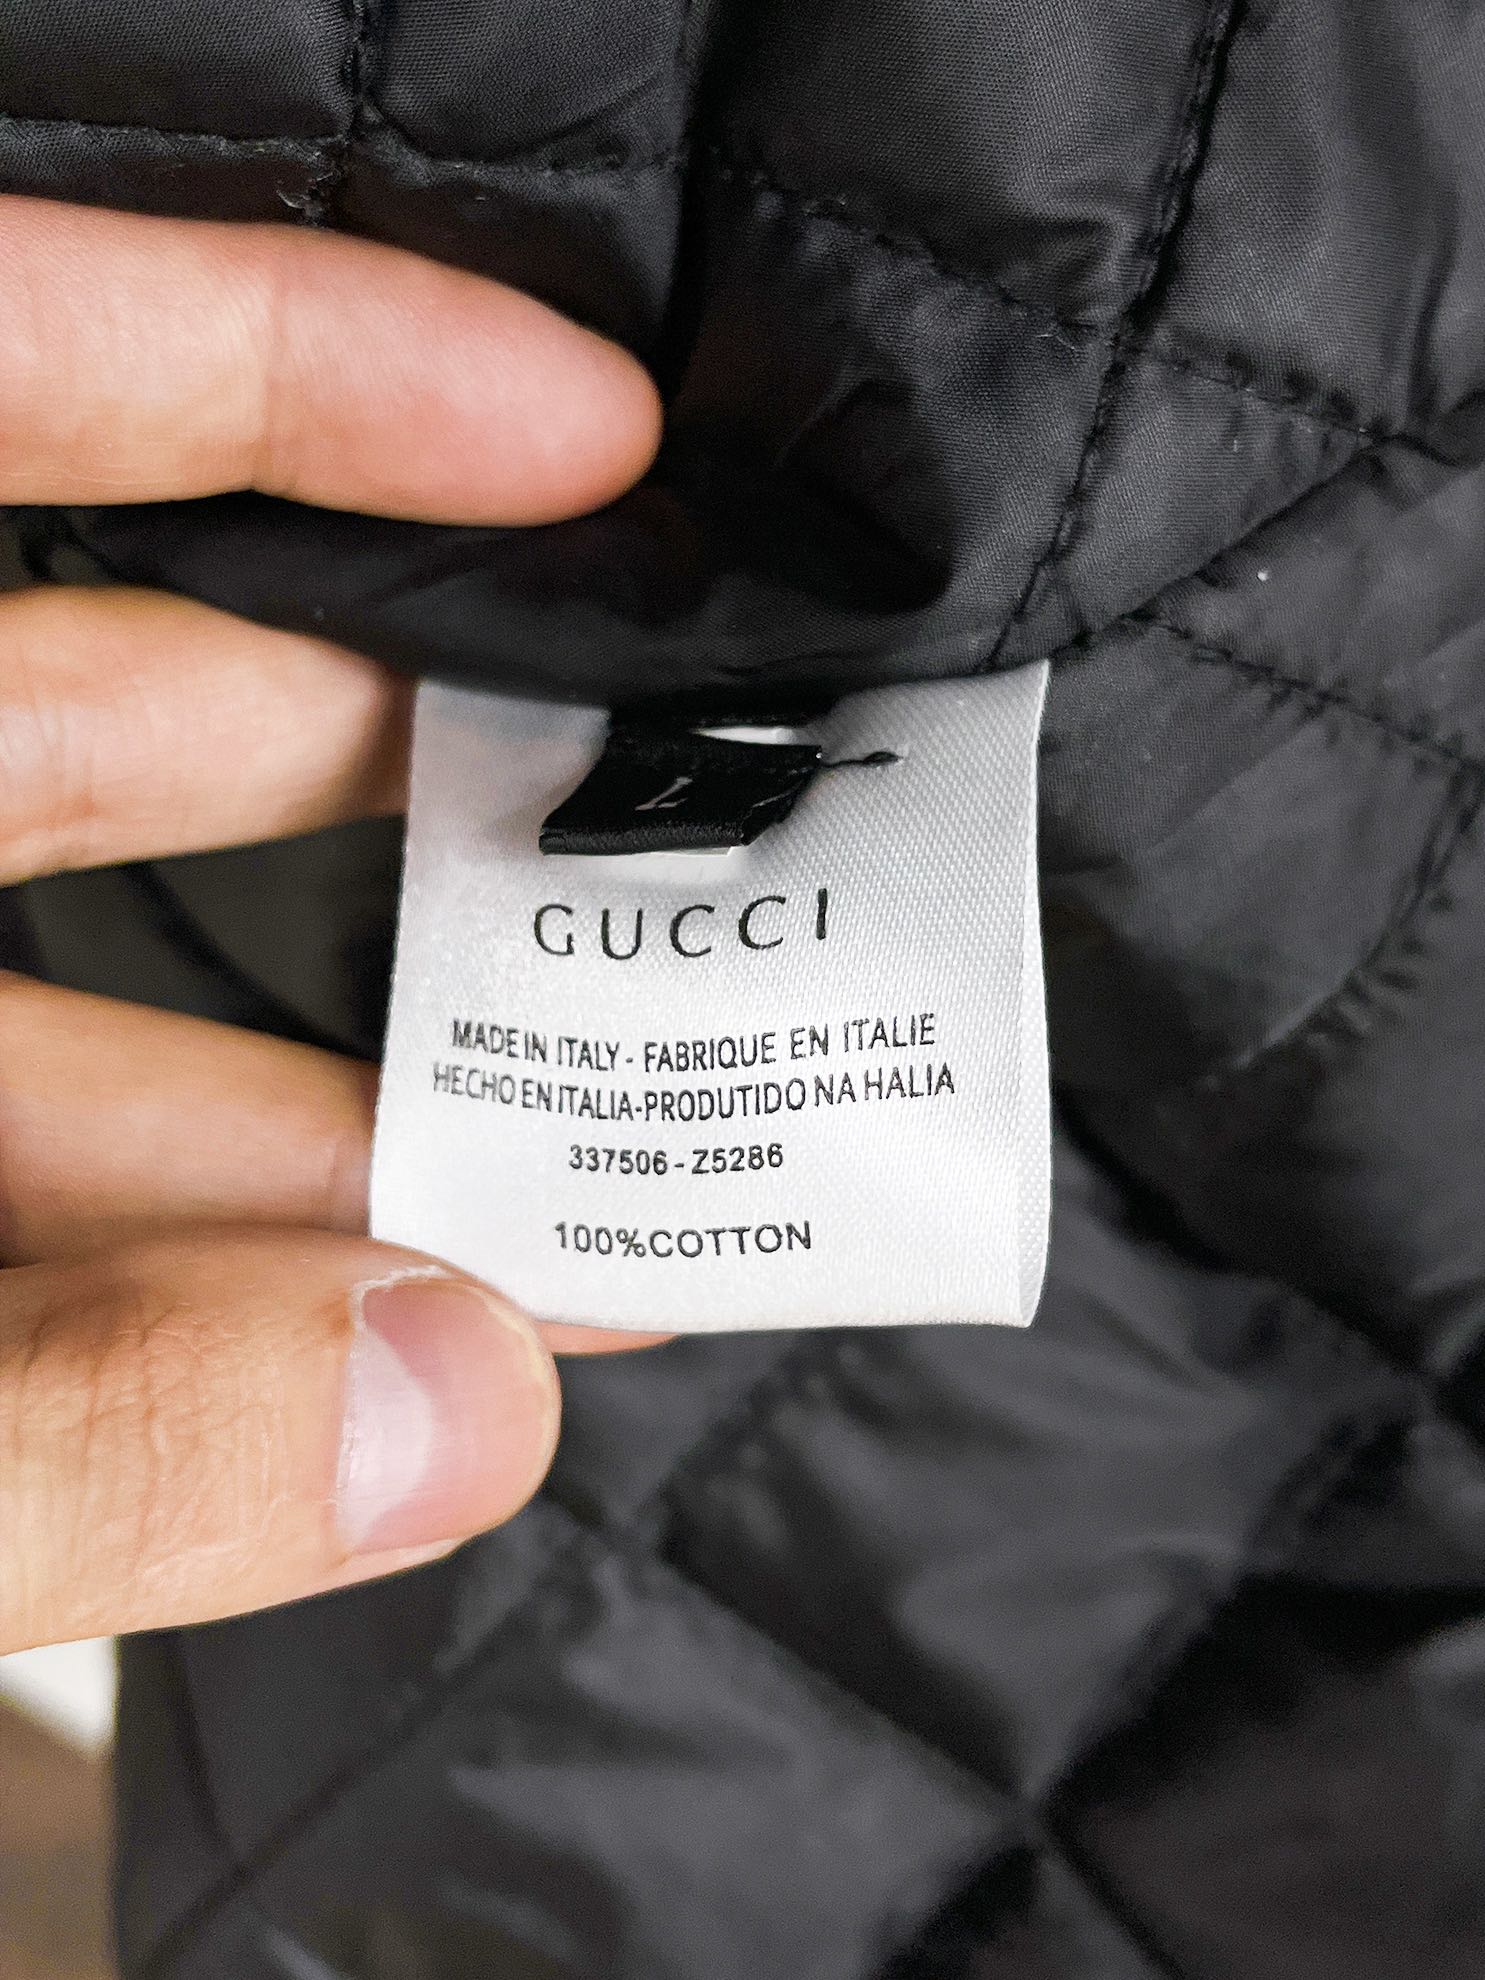 L
GUCCI
MADE IN ITALY - FABRIQUE EN ITALIE
HECHO EN ITALIA-PRODUTIDO NA HALIA
337506-Z5286
100%COTTON